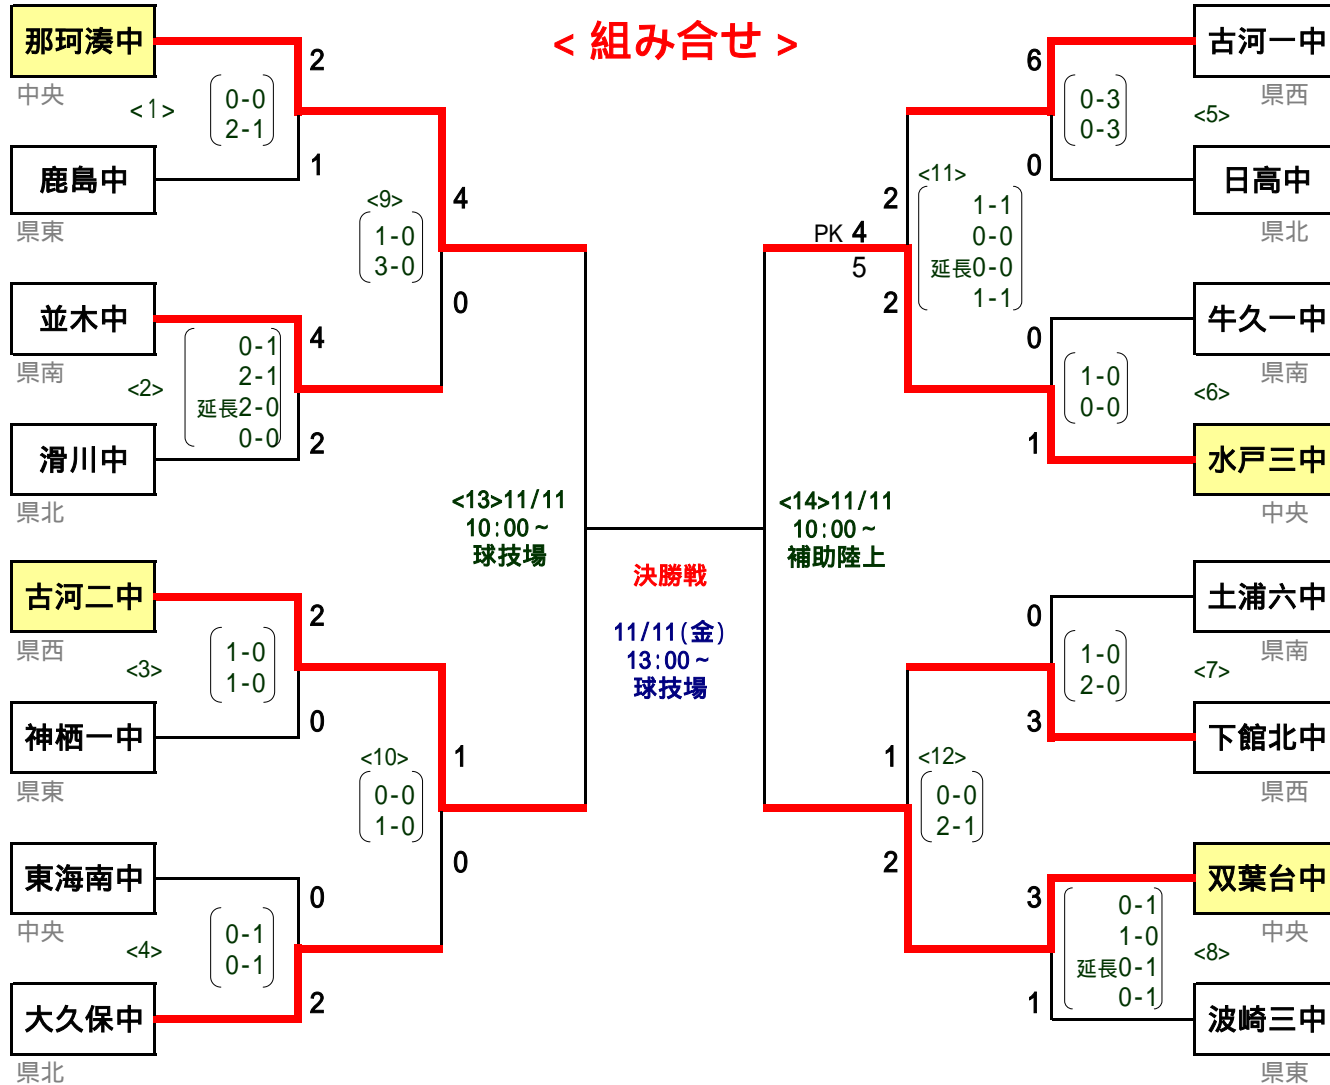 < 組み合せ >
那珂湊中
中央
<1>
0-0
2-1
2
1
鹿島中
県東
<9>
1-0
3-0
4
0
並木中
県南
<2>
0-1
2-1
延長2-0
0-0
4
2
滑川中
県北
<13>11/11
10:00~
球技場
古河二中
県西
<3>
1-0
1-0
2
0
神栖一中
県東
<10>
0-0
1-0
1
0
東海南中
中央
<4>
0-1
0-1
0
2
大久保中
県北
決勝戦
11/11(金)
13:00~
球技場
古河一中
県西
6
0-3
0-3
<5>
0
日高中
県北
<11>
2
1-1
0-0
延長0-0
1-1
PK 4
5
2
牛久一中
県南
0
1-0
0-0
<6>
1
水戸三中
中央
<14>11/11
10:00~
補助陸上
土浦六中
県南
0
1-0
2-0
<7>
3
下館北中
県西
1
<12>
0-0
2-1
2
双葉台中
中央
3
0-1
1-0
延長0-1
0-1
<8>
1
波崎三中
県東